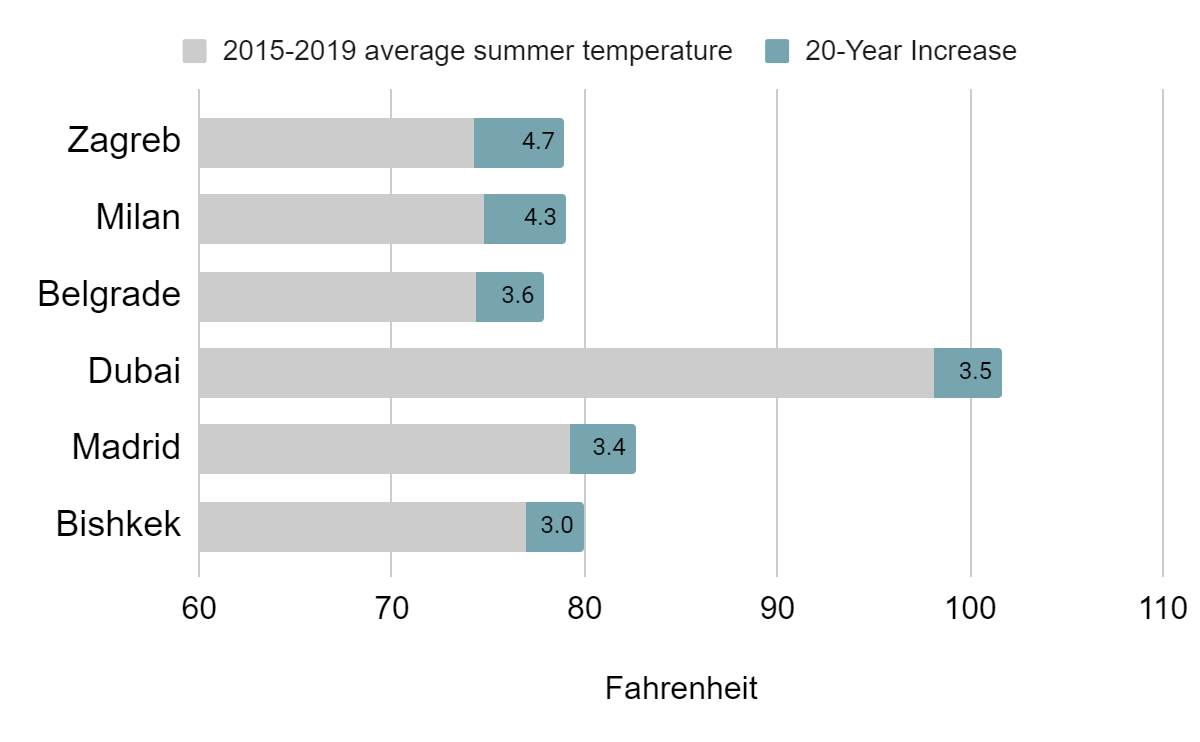 2015-2019 average summer temperature 20-Year Increase
Zagreb 4.7
Milan 4.3
Belgrade 3.6
Dubai 3.5
Madrid 3.4
Bishkek 3.0
60 70 80 90 100 110
Fahrenheit